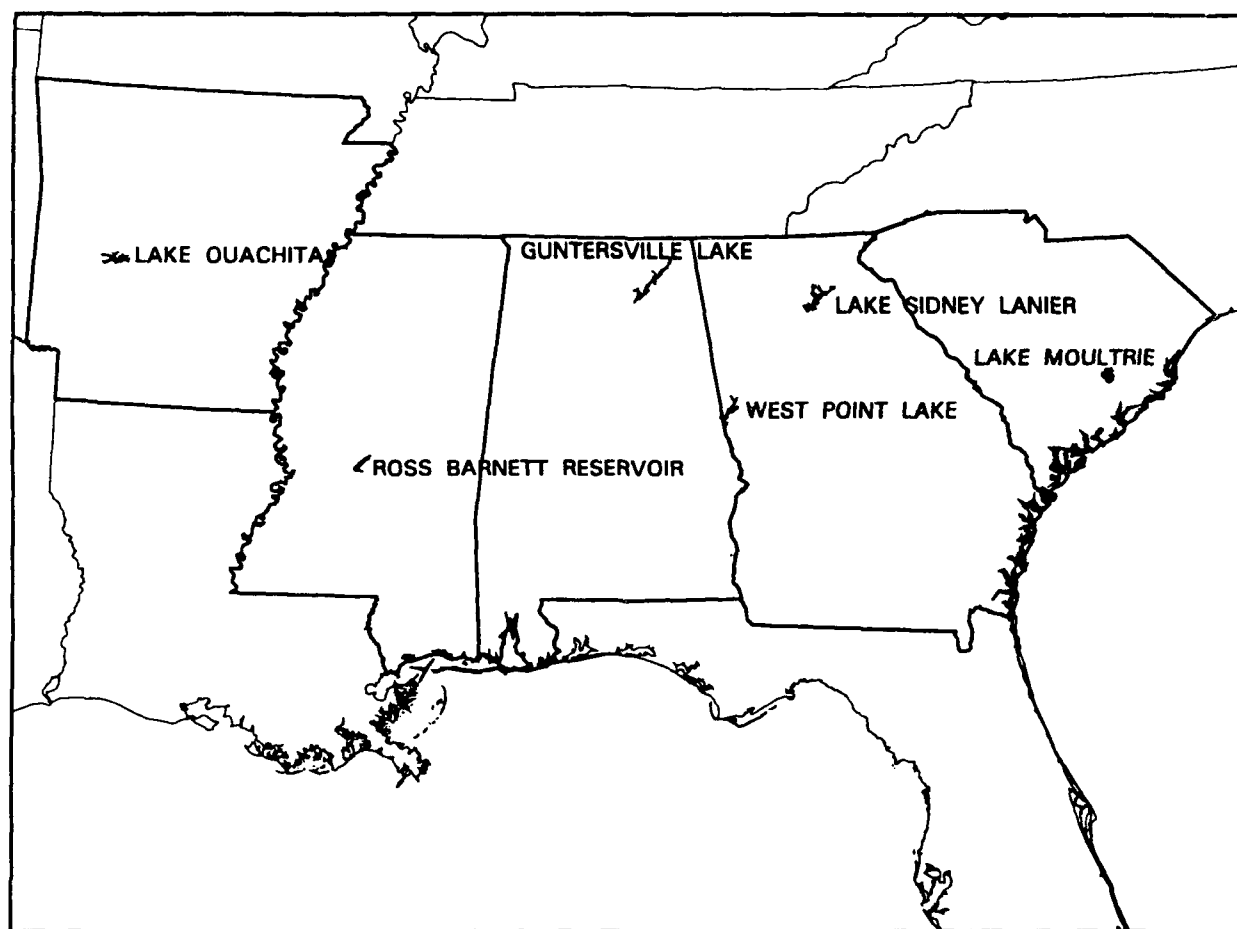 LAKE OUACHITA
GUNTERSVILLE LAKE
LAKE SIDNEY LANIER
LAKE MOULTRIE
WEST POINT LAKE
ROSS BARNETT RESERVOIR